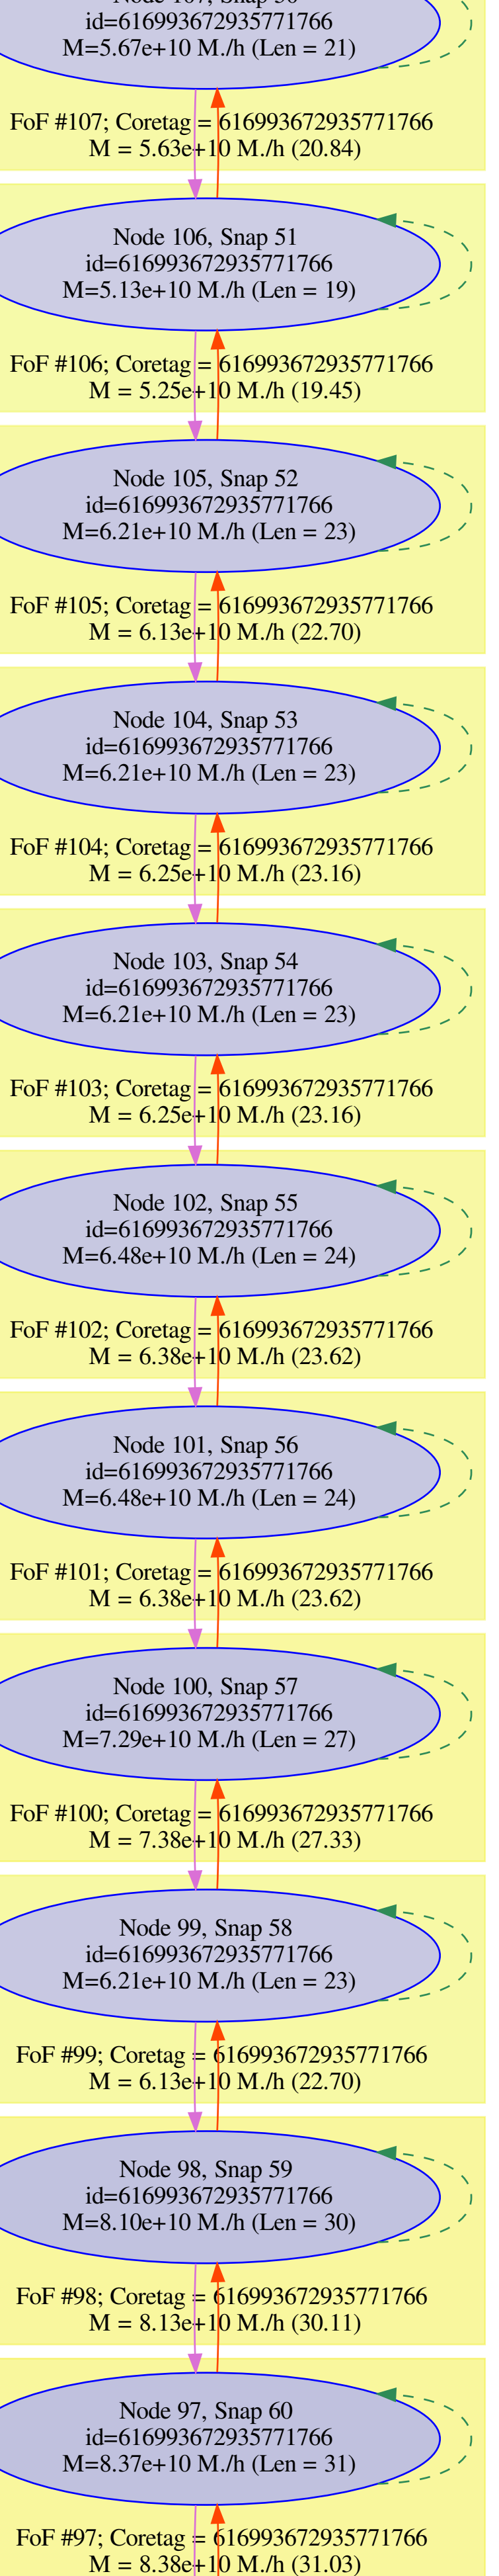 id=616993672935771766
M=5.67e+10 M./h (Len = 21)
FoF #107; Coretag = 616993672935771766
M = 5.63e+10 M./h (20.84)
Node 106, Snap 51
id=616993672935771766
M=5.13e+10 M./h (Len = 19)
FoF #106; Coretag = 616993672935771766
M = 5.25e+10 M./h (19.45)
Node 105, Snap 52
id=616993672935771766
M=6.21e+10 M./h (Len = 23)
FoF #105; Coretag = 616993672935771766
M = 6.13e+10 M./h (22.70)
Node 104, Snap 53
id=616993672935771766
M=6.21e+10 M./h (Len = 23)
FoF #104; Coretag = 616993672935771766
M = 6.25e+10 M./h (23.16)
Node 103, Snap 54
id=616993672935771766
M=6.21e+10 M./h (Len = 23)
FoF #103; Coretag = 616993672935771766
M = 6.25e+10 M./h (23.16)
Node 102, Snap 55
id=616993672935771766
M=6.48e+10 M./h (Len = 24)
FoF #102; Coretag = 616993672935771766
M = 6.38e+10 M./h (23.62)
Node 101, Snap 56
id=616993672935771766
M=6.48e+10 M./h (Len = 24)
FoF #101; Coretag = 616993672935771766
M = 6.38e+10 M./h (23.62)
Node 100, Snap 57
id=616993672935771766
M=7.29e+10 M./h (Len = 27)
FoF #100; Coretag = 616993672935771766
M = 7.38e+10 M./h (27.33)
Node 99, Snap 58
id=616993672935771766
M=6.21e+10 M./h (Len = 23)
FoF #99; Coretag = 616993672935771766
M = 6.13e+10 M./h (22.70)
Node 98, Snap 59
id=616993672935771766
M=8.10e+10 M./h (Len = 30)
FoF #98; Coretag = 616993672935771766
M = 8.13e+10 M./h (30.11)
Node 97, Snap 60
id=616993672935771766
M=8.37e+10 M./h (Len = 31)
FoF #97; Coretag = 616993672935771766
M = 8.38e+10 M./h (31.03)